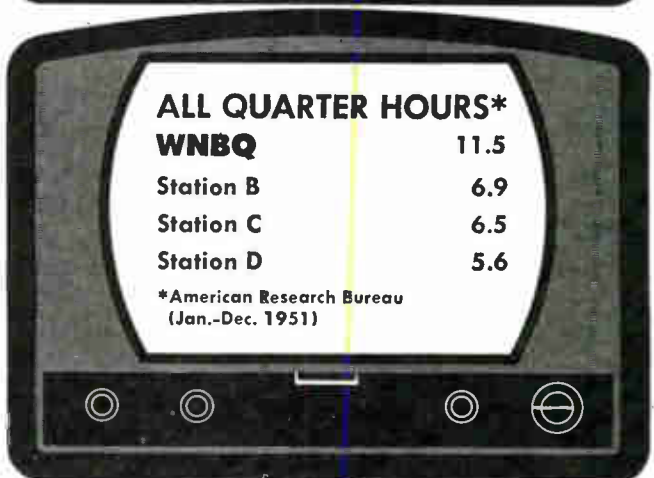 ALL QUARTER HOURS*
WNBQ 11.5
Station B 6.9
Station C 6.5
Station D 5.6
*American Research Bureau
(Jan.-Dec. 1951)